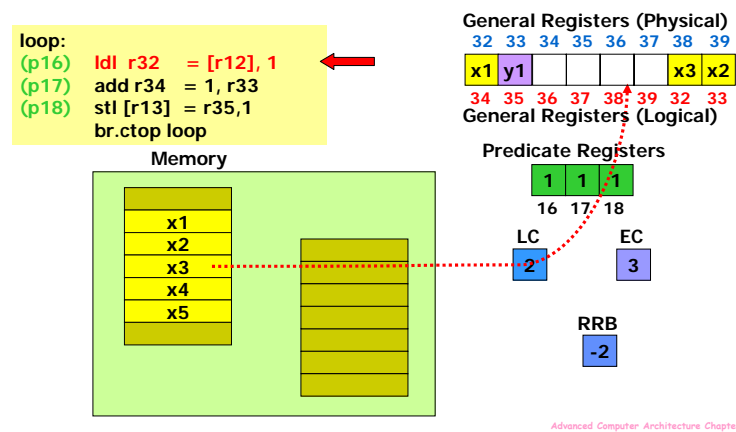 loop:
(p16) ldl r32 = [r12], 1
(p17) add r34 = 1, r33
(p18) stl [r13] = r35,1
br.ctop loop
General Registers (Physical)
32 33 34 35 36 37 38 39
x1 y1 x3 x2
34 35 36 37 38 39 32 33
General Registers (Logical)
Memory
x1
x2
x3
x4
x5
Predicate Registers
1 1 1
16 17 18
LC EC
2 3
RRB
-2
Advanced Computer Architecture Chapte